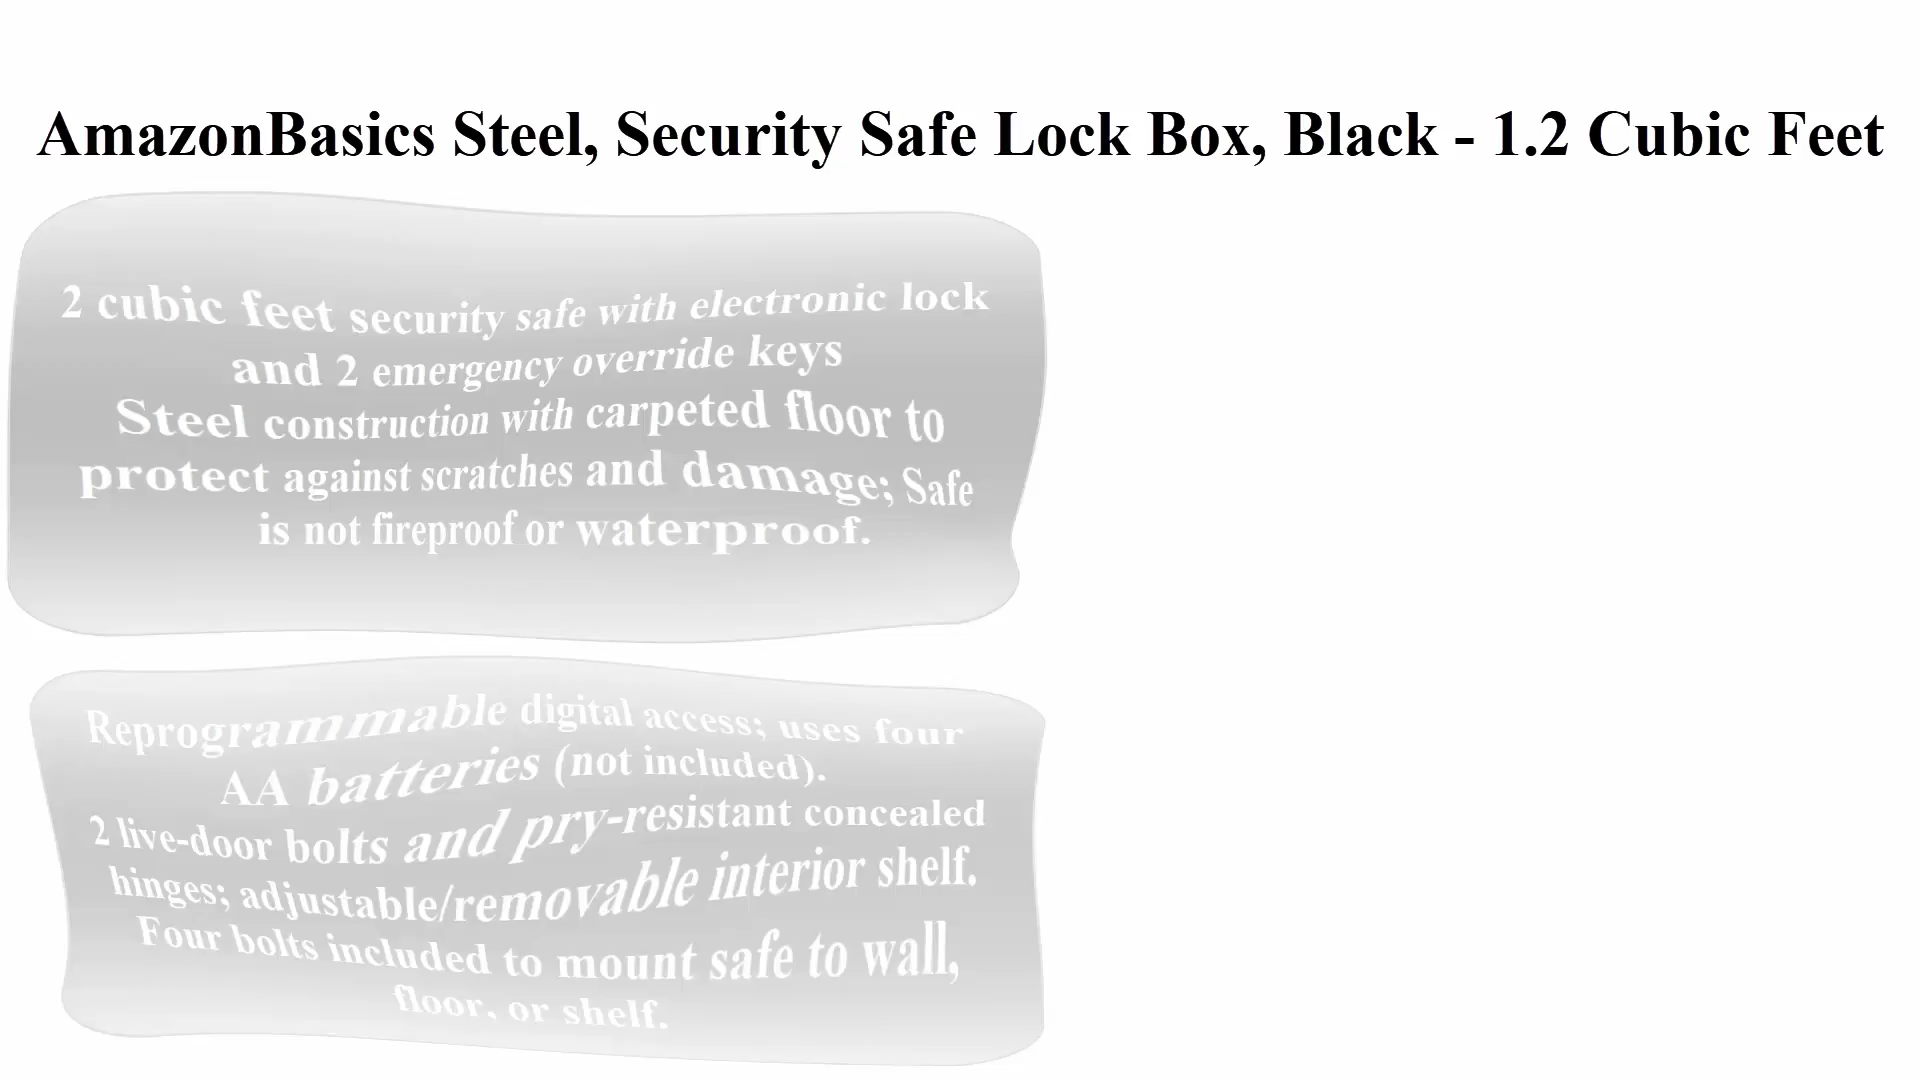 AmazonBasics Steel, Security Safe Lock Box, Black - 1.2 Cubic Feet
2 cubic feet security safe with electronic lock
and 2 emergency override keys
Steel construction with carpeted floor to
protect against scratches and damage; Safe
is not fireproof or waterproof.
Reprogrammable digital access; uses four
AA batteries (not included).
2 live-door bolts and pry-resistant concealed
hinges; adjustable/removable interior shelf.
Four bolts included to mount safe to wall,
floor, or shelf.